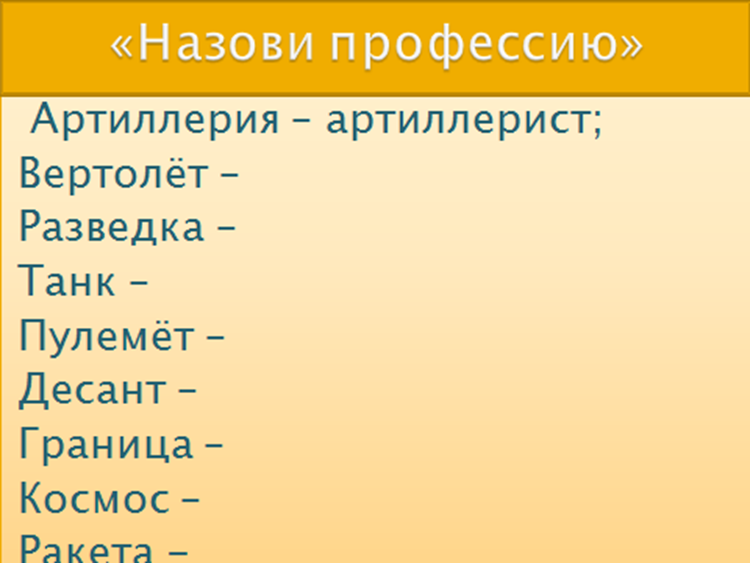 «Назови профессию»
Артиллерия – артиллерист;
Вертолёт –
Разведка –
Танк –
Пулемёт –
Десант –
Граница –
Космос –
Ракета –